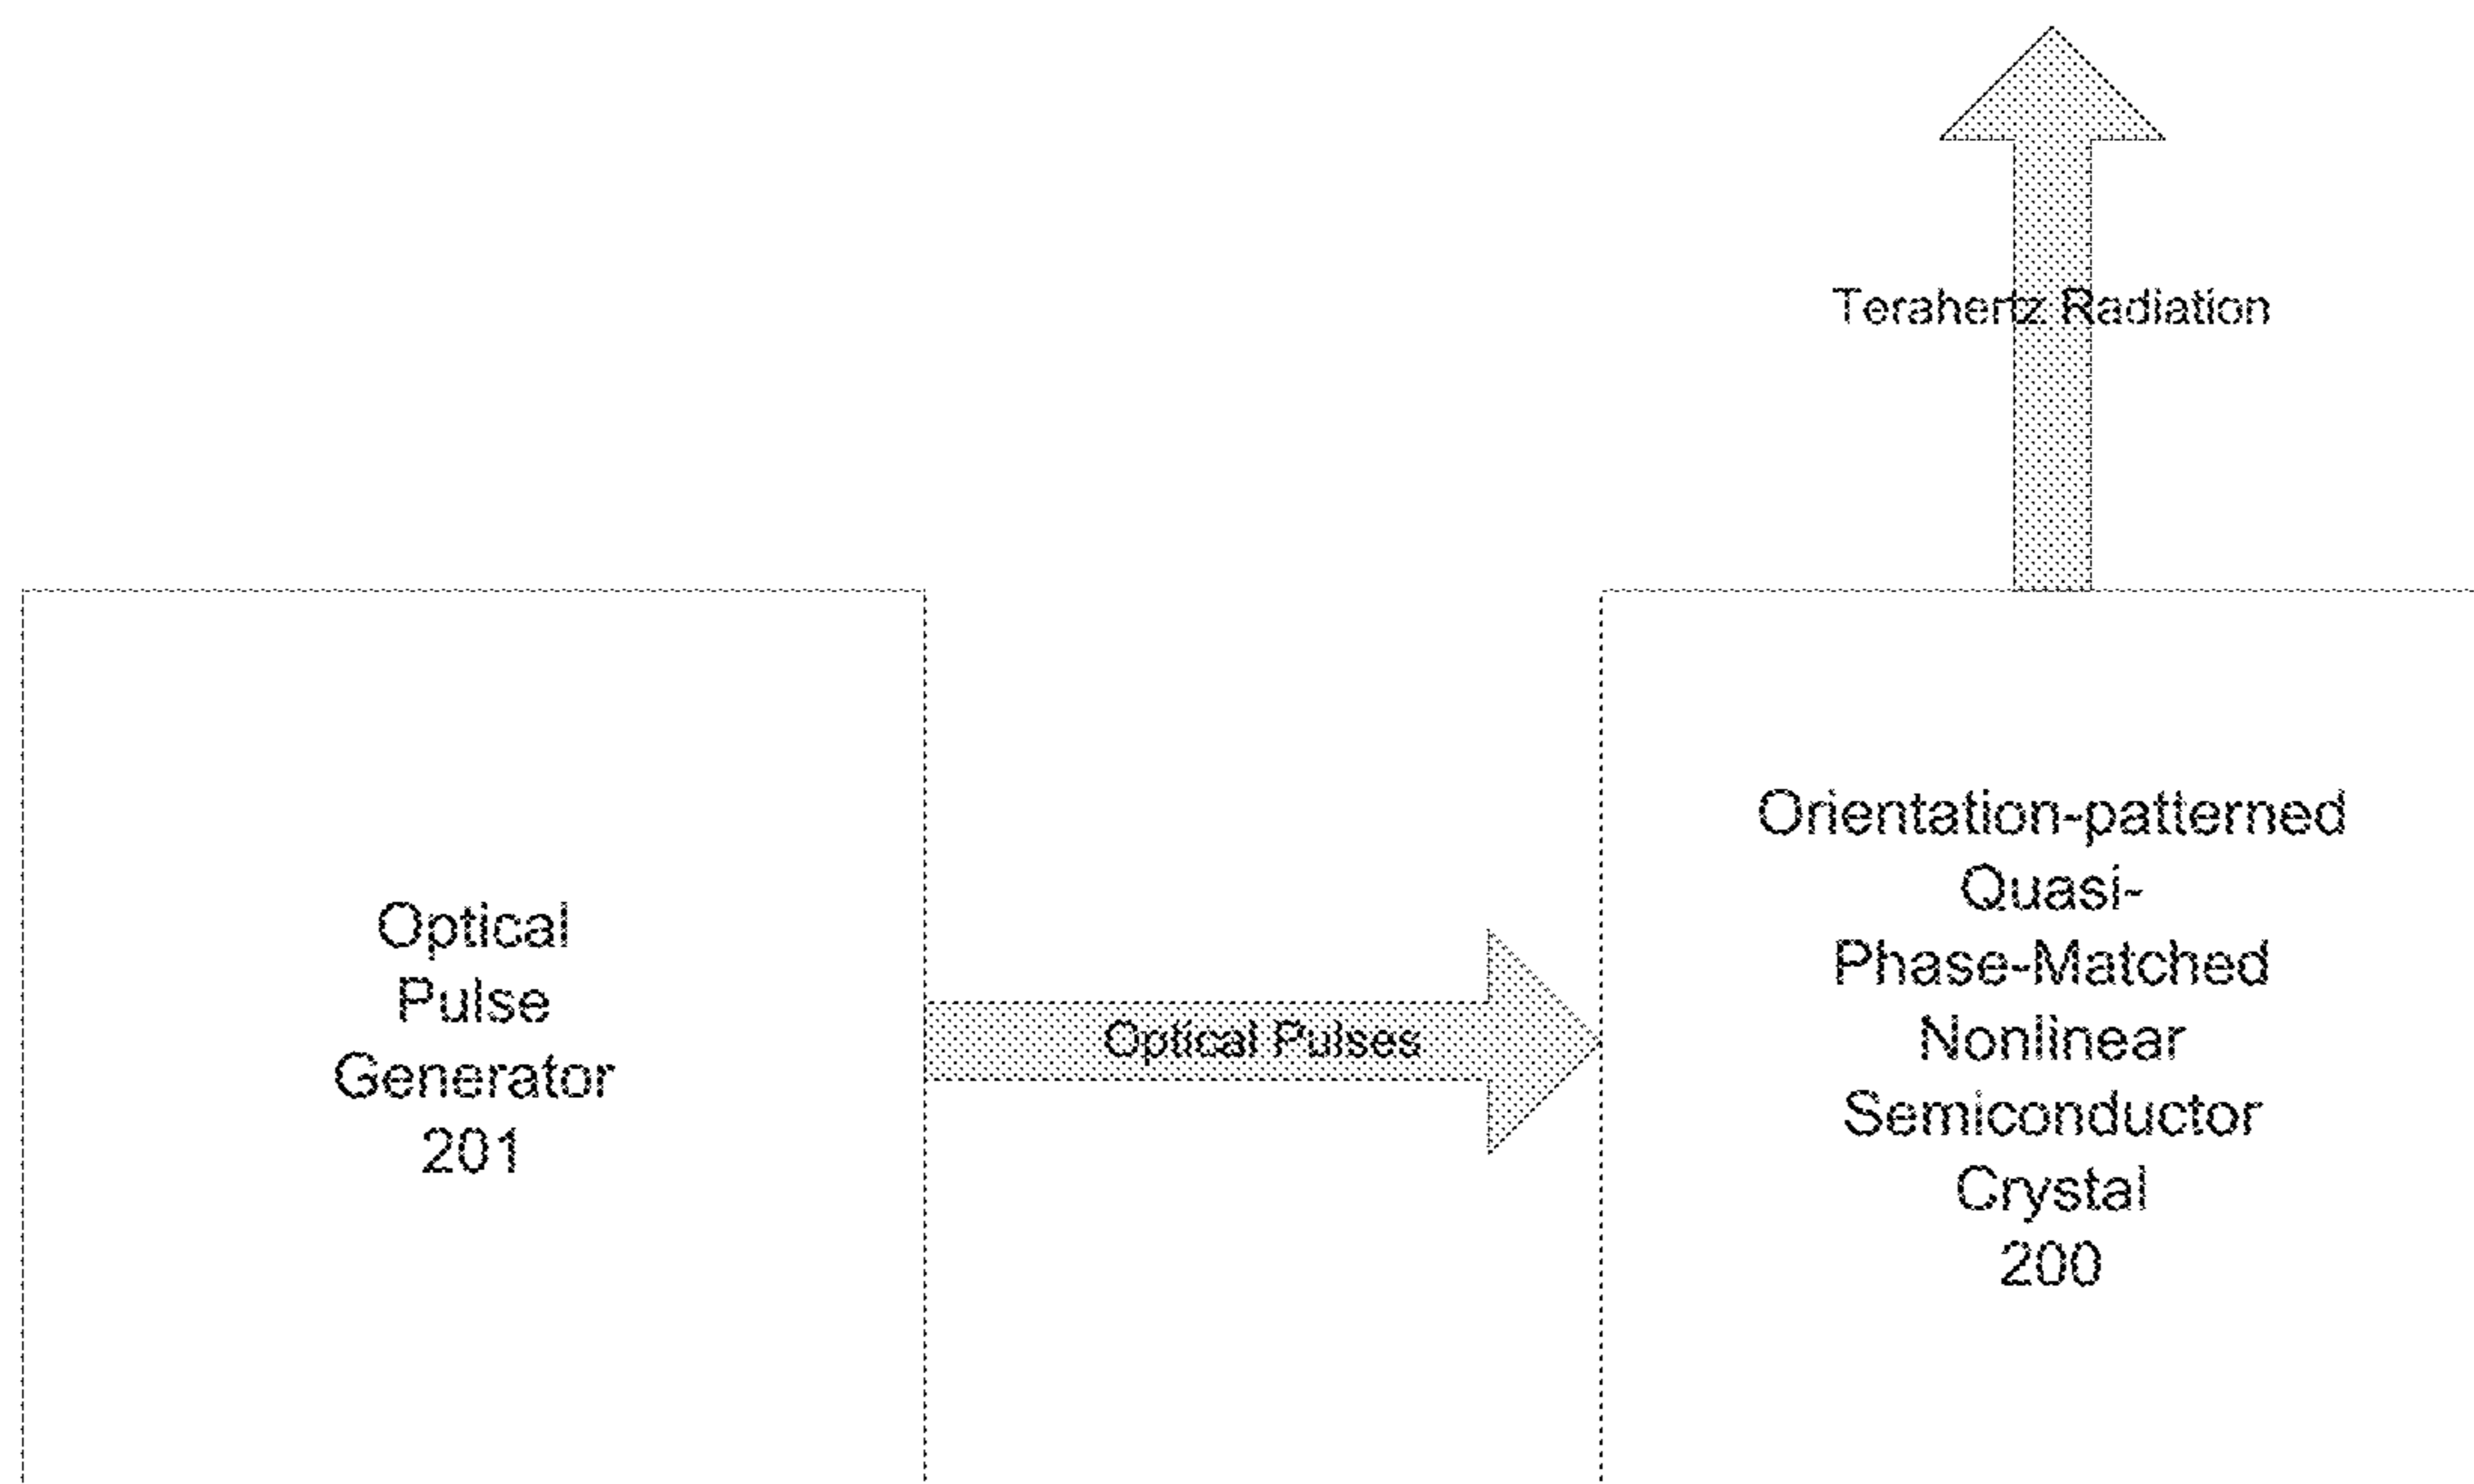 Terahertz Radiation
Optical
Pulse
Generator
201
Optical Pulses
Orientation-patterned
Quasi-
Phase-Matched
Nonlinear
Semiconductor
Crystal
200